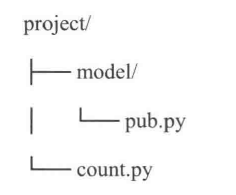 project/
├── model/
│   └── pub.py
└── count.py